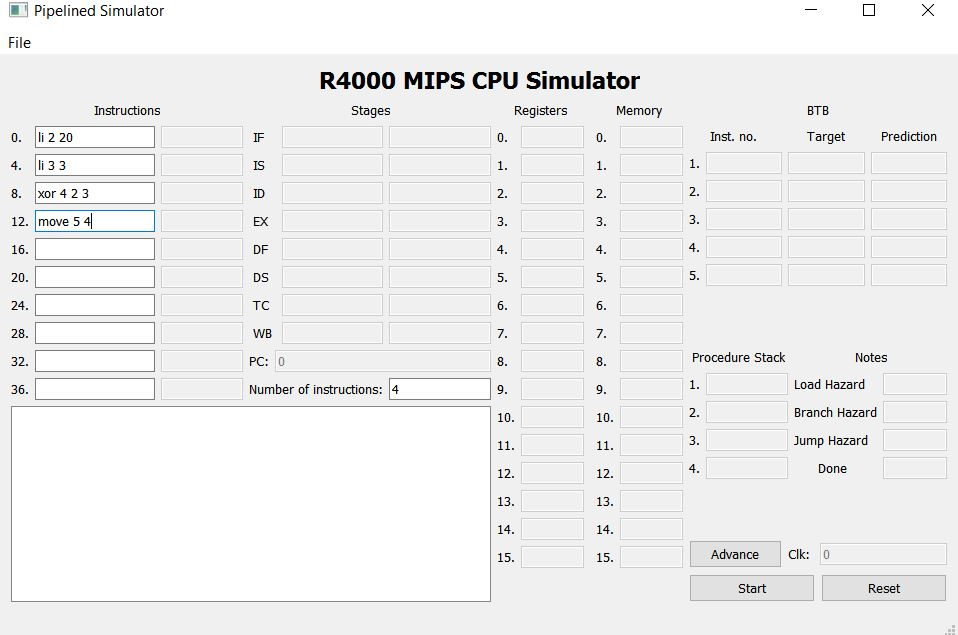 Pipelined Simulator
File
R4000 MIPS CPU Simulator
Instructions Stages Registers Memory BTB
Inst. no. Target Prediction
0. li 2 20 IF 0. 0.
1.
4. li 3 3 IS 1. 1.
2.
8. xor 4 2 3 ID 2. 2.
3.
12. move 5 4 EX 3. 3.
4.
16. DF 4. 4.
5.
20. DS 5. 5.
24. TC 6. 6.
28. WB 7. 7.
Procedure Stack Notes
32. PC: 0 8. 8.
1. Load Hazard
36. Number of instructions: 4 9. 9.
2. Branch Hazard
10. 10.
3. Jump Hazard
11. 11.
4. Done
12. 12.
13. 13.
14. 14.
Advance Clk: 0
15. 15.
Start Reset